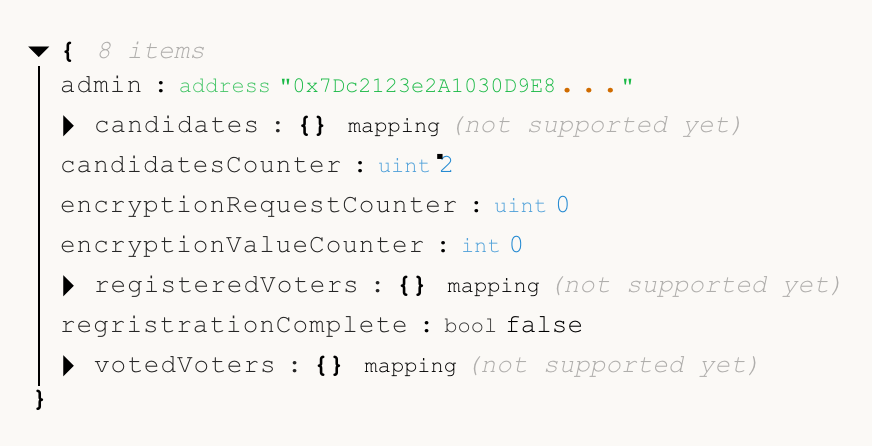 { 8 items
admin : address "0x7Dc2123e2A1030D9E8..."
candidates : {} mapping (not supported yet)
candidatesCounter : uint 2
encryptionRequestCounter : uint 0
encryptionValueCounter : int 0
registeredVoters : {} mapping (not supported yet)
regristrationComplete : bool false
votedVoters : {} mapping (not supported yet)
}